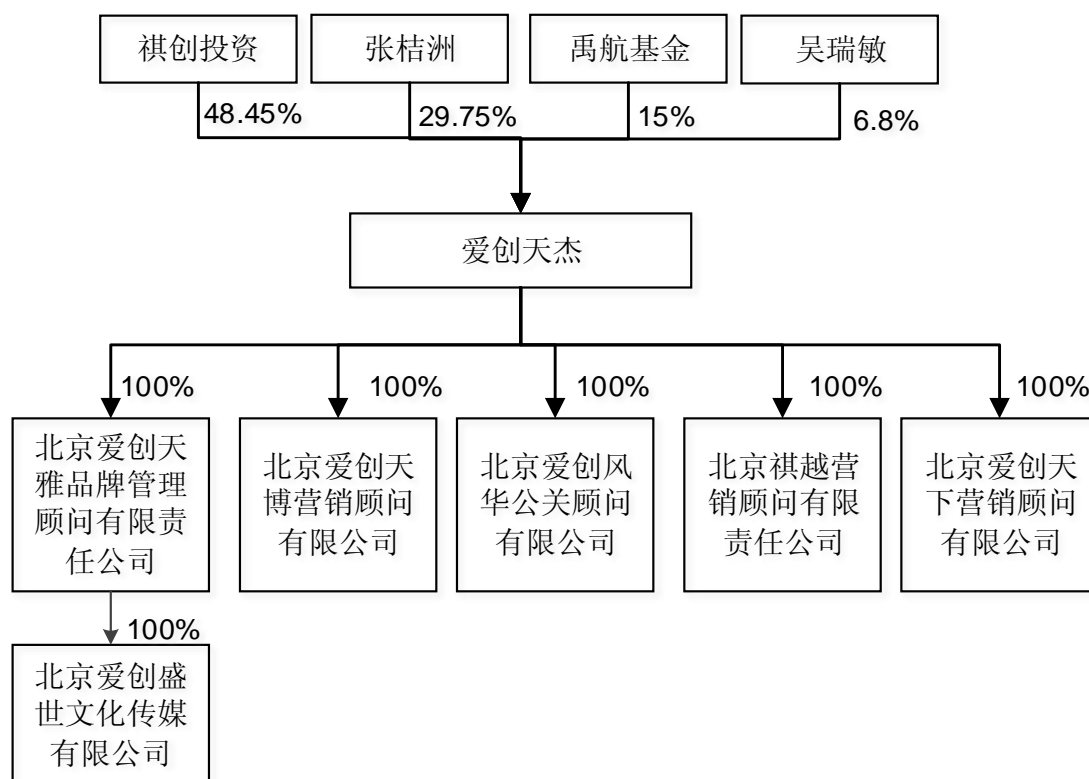 祺创投资
张桔洲
禹航基金
吴瑞敏
48.45%
29.75%
15%
6.8%
爱创天杰
100%
100%
100%
100%
100%
北京爱创天
雅品牌管理
顾问有限责
任公司
北京爱创天
博营销顾问
有限公司
北京爱创风
华公关顾问
有限公司
北京祺越营
销顾问有限
责任公司
北京爱创天
下营销顾问
有限公司
100%
北京爱创盛
世文化传媒
有限公司